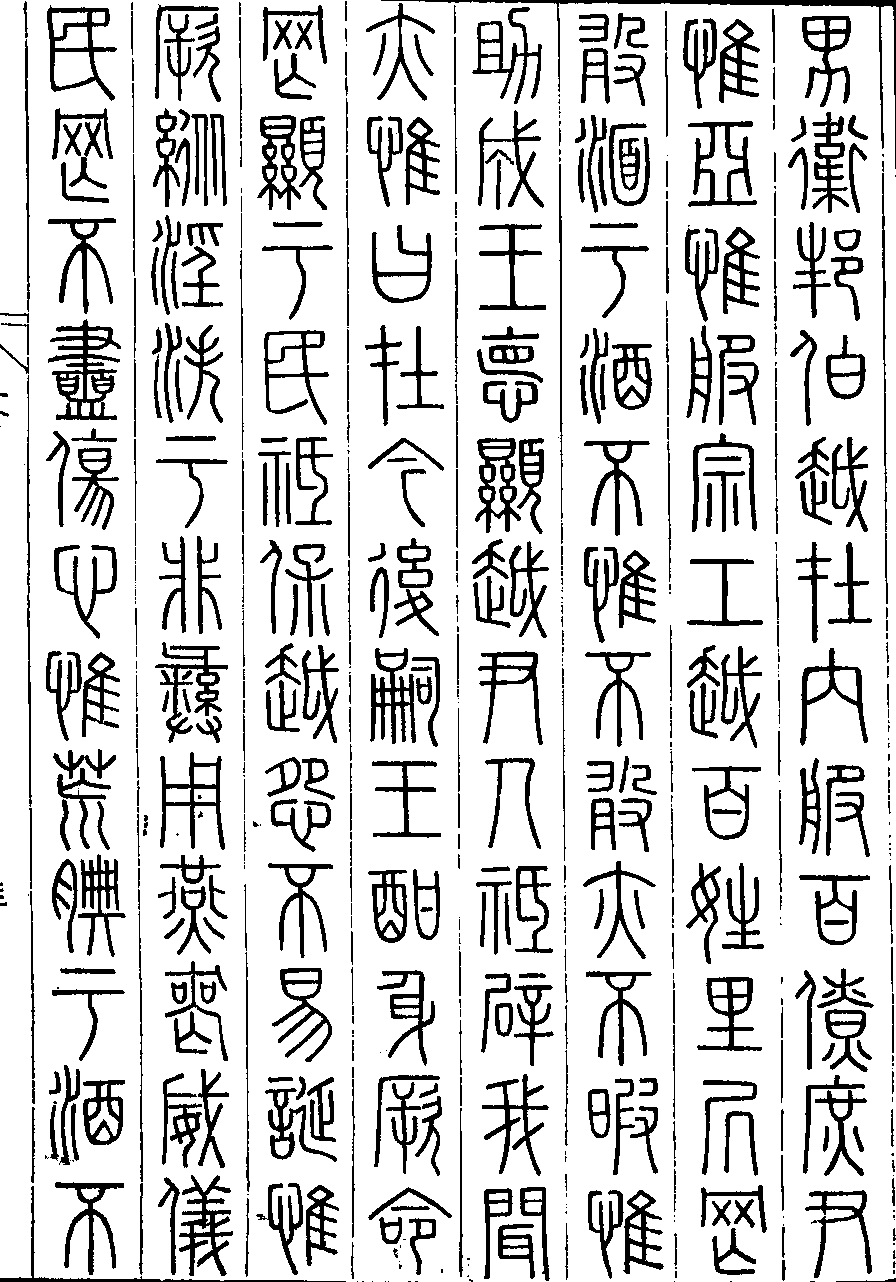 男衛邦伯越在內服百僚庶尹
惟亞惟服宗工越百姓里居罔
敢湎于酒不惟不敢亦不暇惟
助成王悳顯越尹人祗辟我聞
亦惟曰在今後嗣王酣身厥命
罔顯于民祗保越怨不易誕惟
厥縱淫泆于非彝用燕喪威儀
民罔不盡傷心惟荒腆于酒不